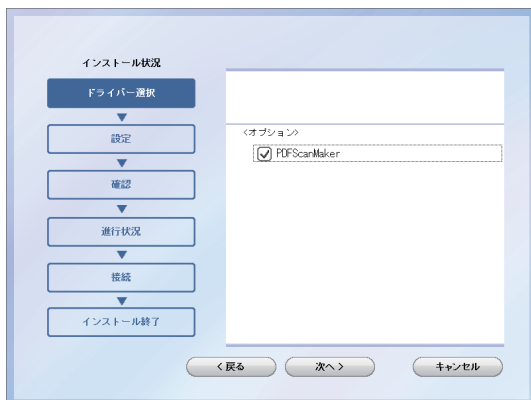 インストール状況
ドライバー選択
設定
確認
進行状況
接続
インストール終了
<オプション>
PDFScanMaker
< 戻る
次へ >
キャンセル